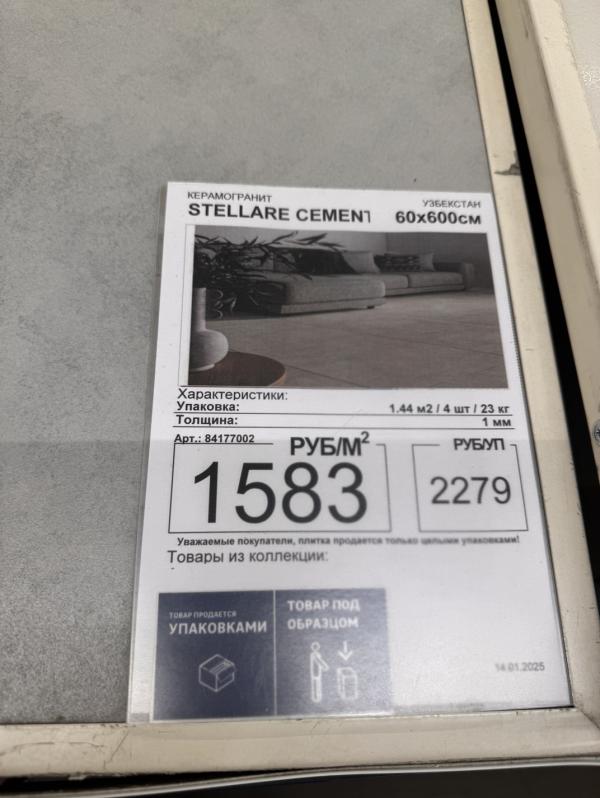 КЕРАМОГРАНИТ
УЗБЕКСТАН
STELLARE CEMENT
60x600см
Характеристики:
Упаковка: 1.44 м2 / 4 шт / 23 кг
Толщина: 1 мм
Арт.: 84177002
РУБ/М²
РУБ/УП
1583
2279
Уважаемые покупатели, плитка продается только целыми упаковками!
Товары из коллекции:
ТОВАР ПРОДАЕТСЯ
УПАКОВКАМИ
ТОВАР ПОД
ОБРАЗЦОМ
14.01.2025